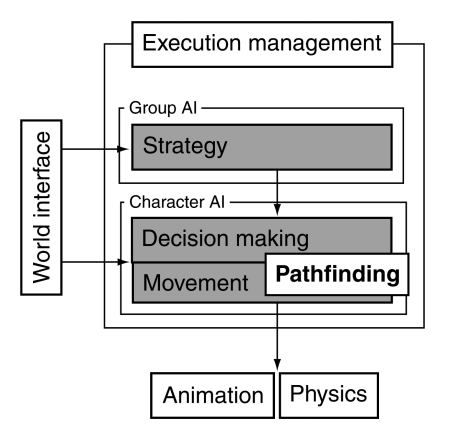 Execution management
Group AI
Strategy
World interface
Character AI
Decision making
Pathfinding
Movement
Animation
Physics